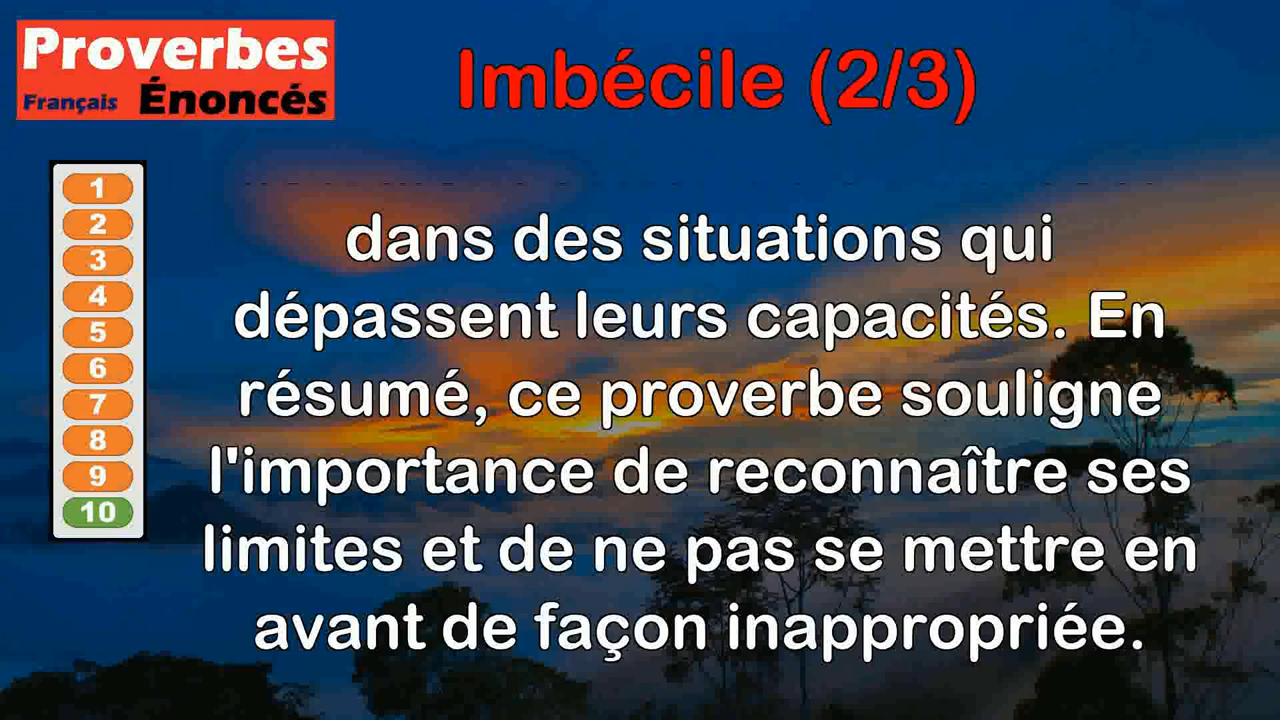 Proverbes
Français Énoncés
Imbécile (2/3)
1
2
3
4
5
6
7
8
9
10
dans des situations qui
dépassent leurs capacités. En
résumé, ce proverbe souligne
l'importance de reconnaître ses
limites et de ne pas se mettre en
avant de façon inappropriée.